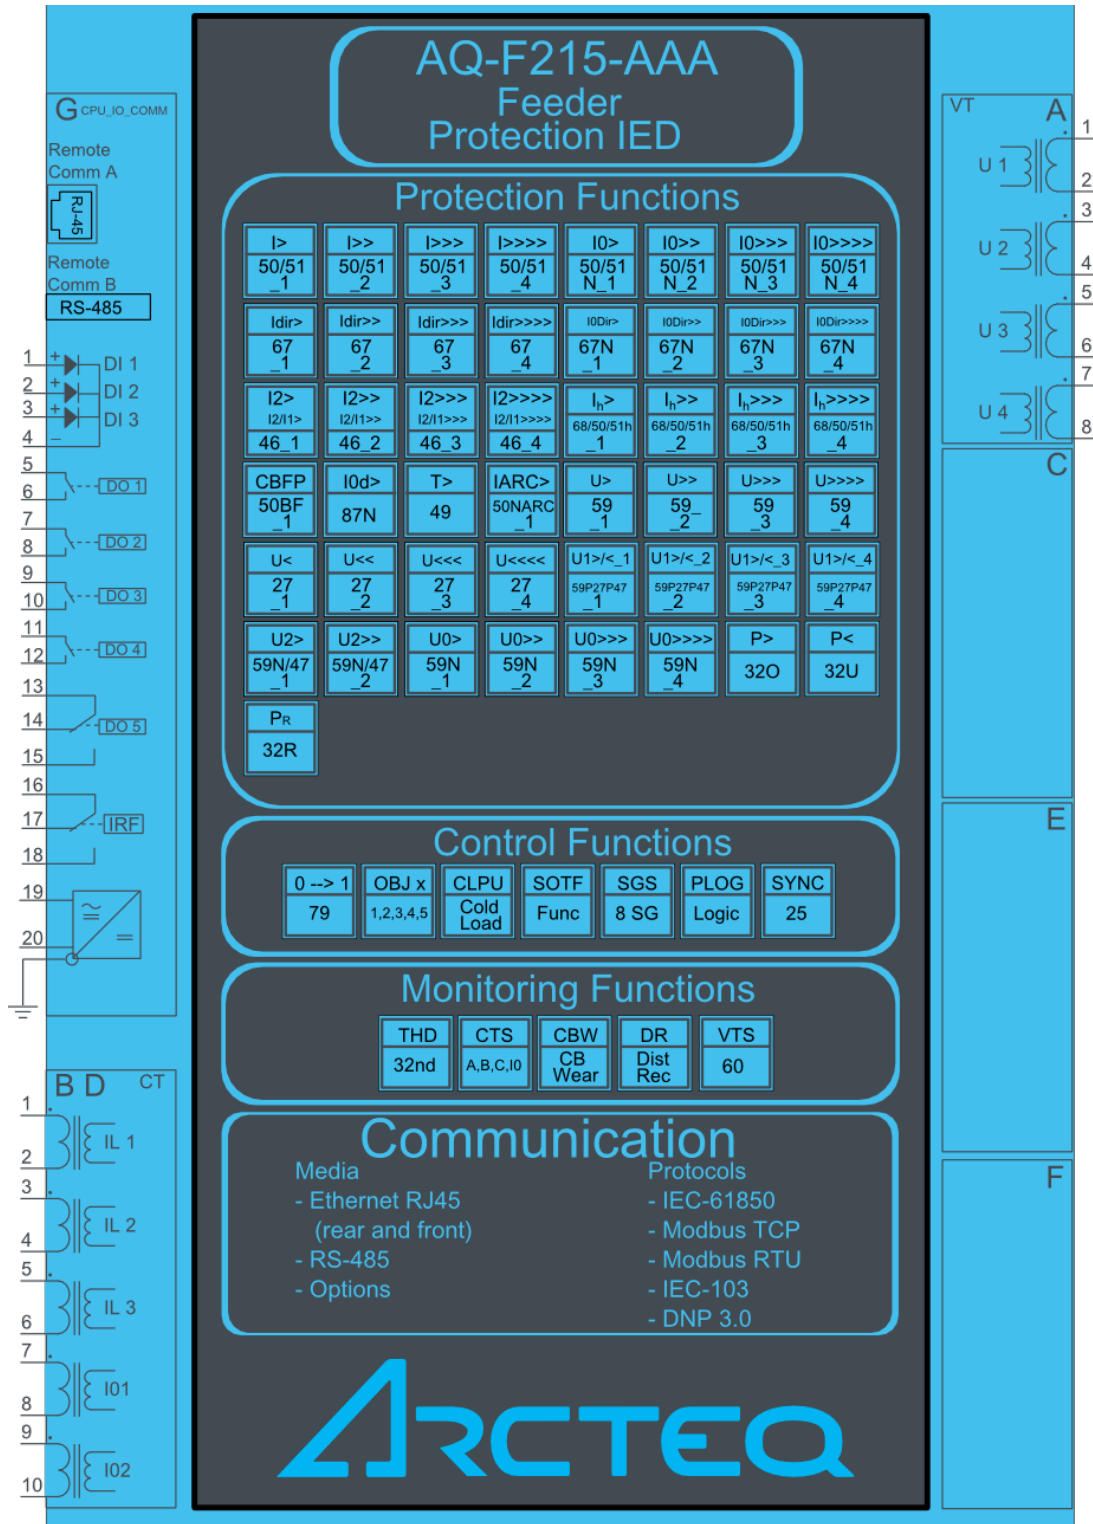 AQ-F215-AAA
Feeder
Protection IED
G CPU_IO_COMM
Remote
Comm A
RJ-45
Remote
Comm B
RS-485
1 + DI 1
2 + DI 2
3 + DI 3
4 –
5
6 DO 1
7
8 DO 2
9
10 DO 3
11
12 DO 4
13
14 DO 5
15
16
17 IRF
18
19
20
B D CT
1
IL 1
2
3
IL 2
4
5
IL 3
6
7
I01
8
9
I02
10
Protection Functions
I> I>> I>>> I>>>> I0> I0>> I0>>> I0>>>>
50/51 50/51 50/51 50/51 50/51 50/51 50/51 50/51
_1 _2 _3 _4 N_1 N_2 N_3 N_4
Idir> Idir>> Idir>>> Idir>>>> I0Dir> I0Dir>> I0Dir>>> I0Dir>>>>
67 67 67 67 67N 67N 67N 67N
_1 _2 _3 _4 _1 _2 _3 _4
I2> I2>> I2>>> I2>>>> Ih> Ih>> Ih>>> Ih>>>>
I2/I1> I2/I1>> I2/I1>>> I2/I1>>>> 68/50/51h 68/50/51h 68/50/51h 68/50/51h
46_1 46_2 46_3 46_4 _1 _2 _3 _4
CBFP I0d> T> IARC> U> U>> U>>> U>>>>
50BF 87N 49 50NARC 59 59_ 59 59
_1 _1 _1 _2 _3 _4
U< U<< U<<< U<<<< U1>/<_1 U1>/<_2 U1>/<_3 U1>/<_4
27 27 27 27 59P27P47 59P27P47 59P27P47 59P27P47
_1 _2 _3 _4 _1 _2 _3 _4
U2> U2>> U0> U0>> U0>>> U0>>>> P> P<
59N/47 59N/47 59N 59N 59N 59N 32O 32U
_1 _2 _1 _2 _3 _4
PR
32R
Control Functions
0 --> 1 OBJ x CLPU SOTF SGS PLOG SYNC
79 1,2,3,4,5 Cold Func 8 SG Logic 25
Load
Monitoring Functions
THD CTS CBW DR VTS
32nd A,B,C,I0 CB Dist 60
Wear Rec
Communication
Media
- Ethernet RJ45
(rear and front)
- RS-485
- Options
Protocols
- IEC-61850
- Modbus TCP
- Modbus RTU
- IEC-103
- DNP 3.0
ARCTEQ
VT A
1
U 1
2
3
U 2
4
5
U 3
6
7
U 4
8
C
E
F